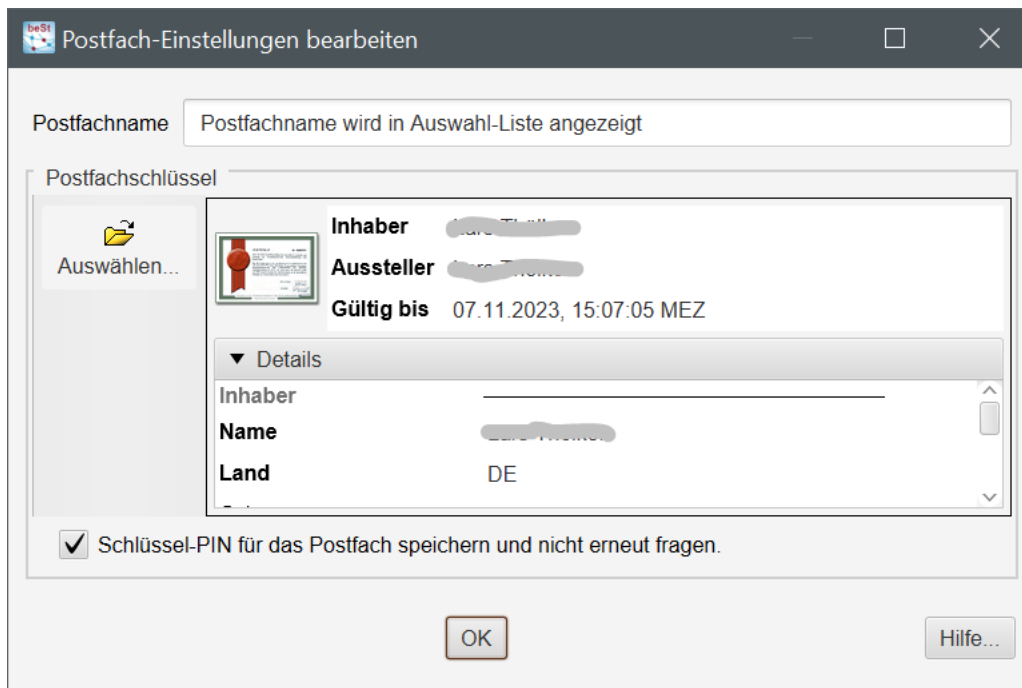 beSt
Postfach-Einstellungen bearbeiten
Postfachname
Postfachname wird in Auswahl-Liste angezeigt
Postfachschlüssel
Auswählen...
Inhaber
Aussteller
Gültig bis 07.11.2023, 15:07:05 MEZ
Details
Inhaber
Name
Land DE
Schlüssel-PIN für das Postfach speichern und nicht erneut fragen.
OK
Hilfe...